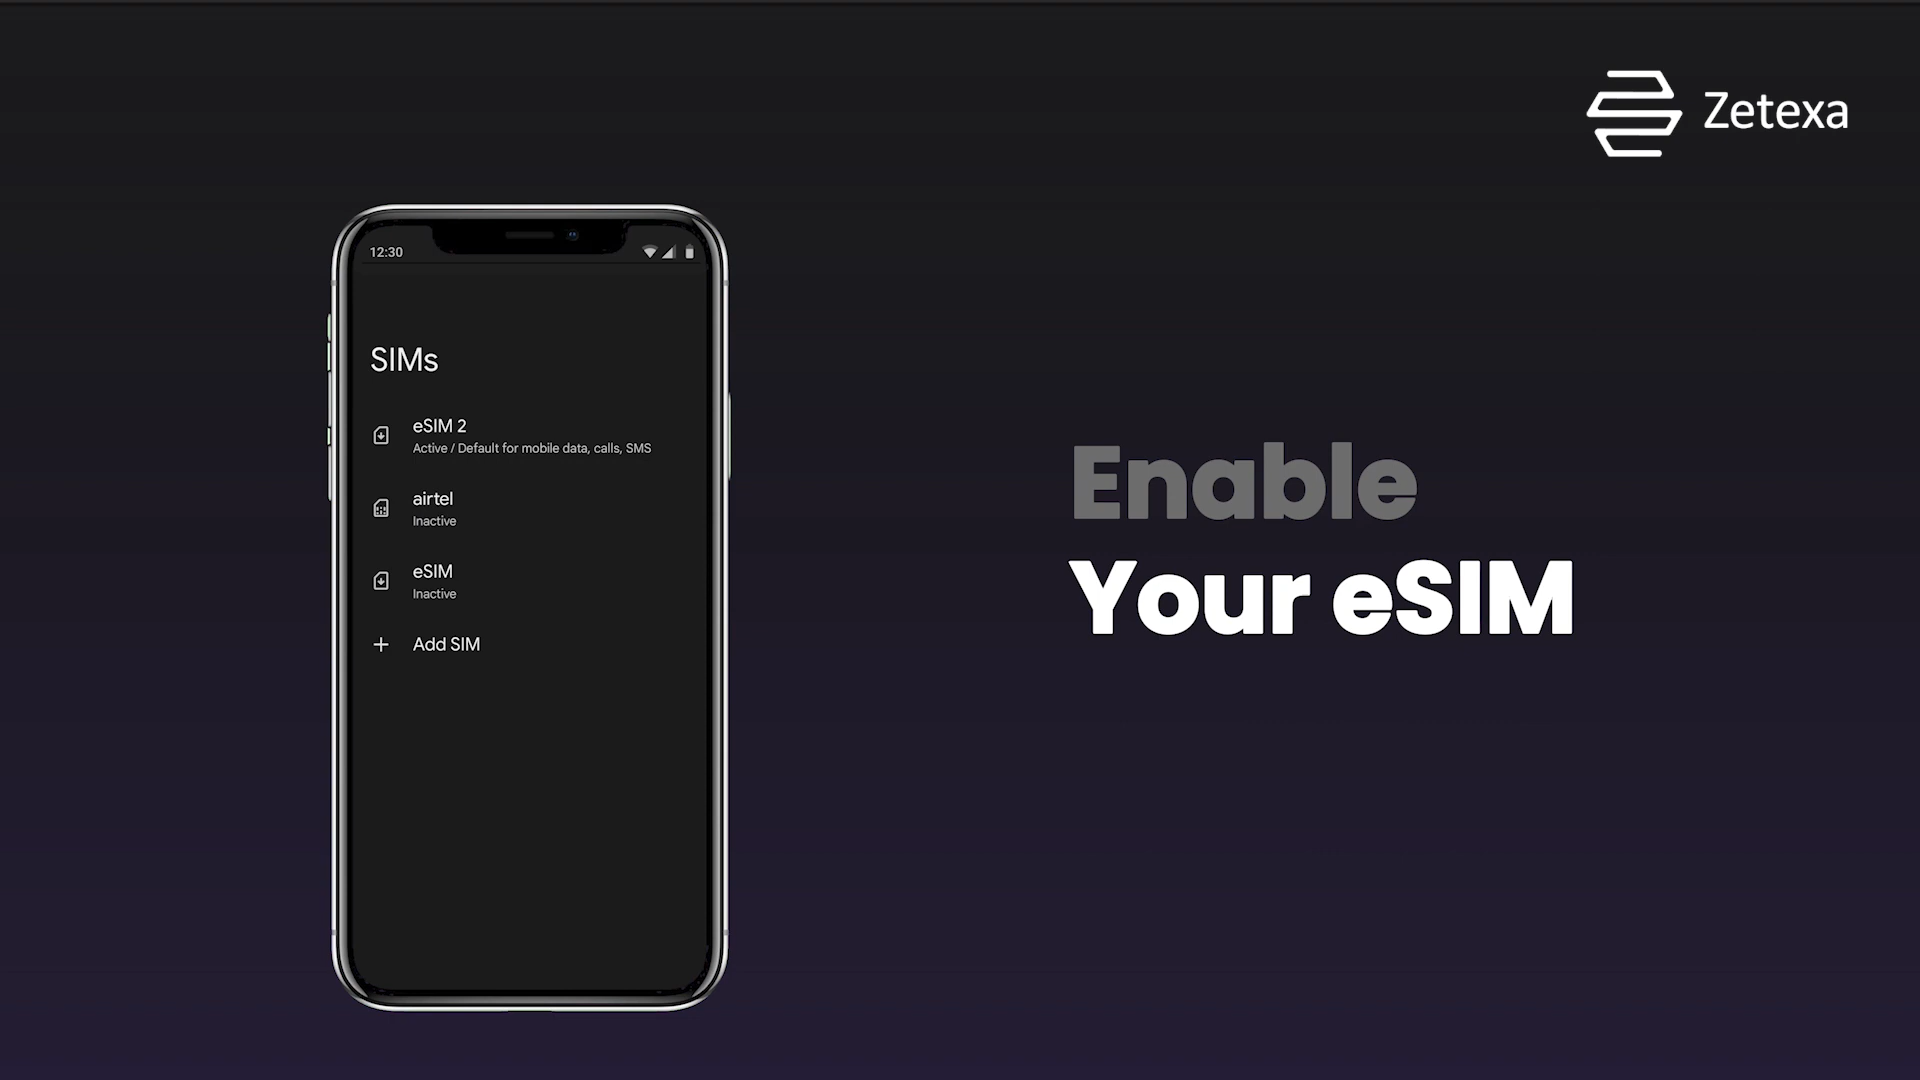 Zetexa
12:30
SIMs
eSIM 2
Active / Default for mobile data, calls, SMS
airtel
Inactive
eSIM
Inactive
Add SIM
Enable
Your eSIM